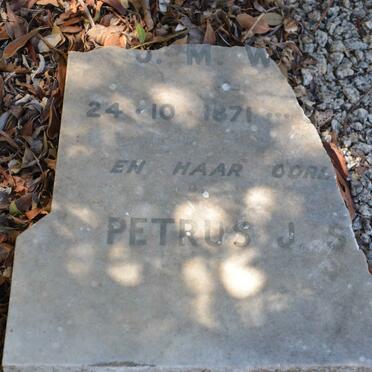 J. M. W
24·10·1871 ...
EN HAAR OORL
PETRUS J. S